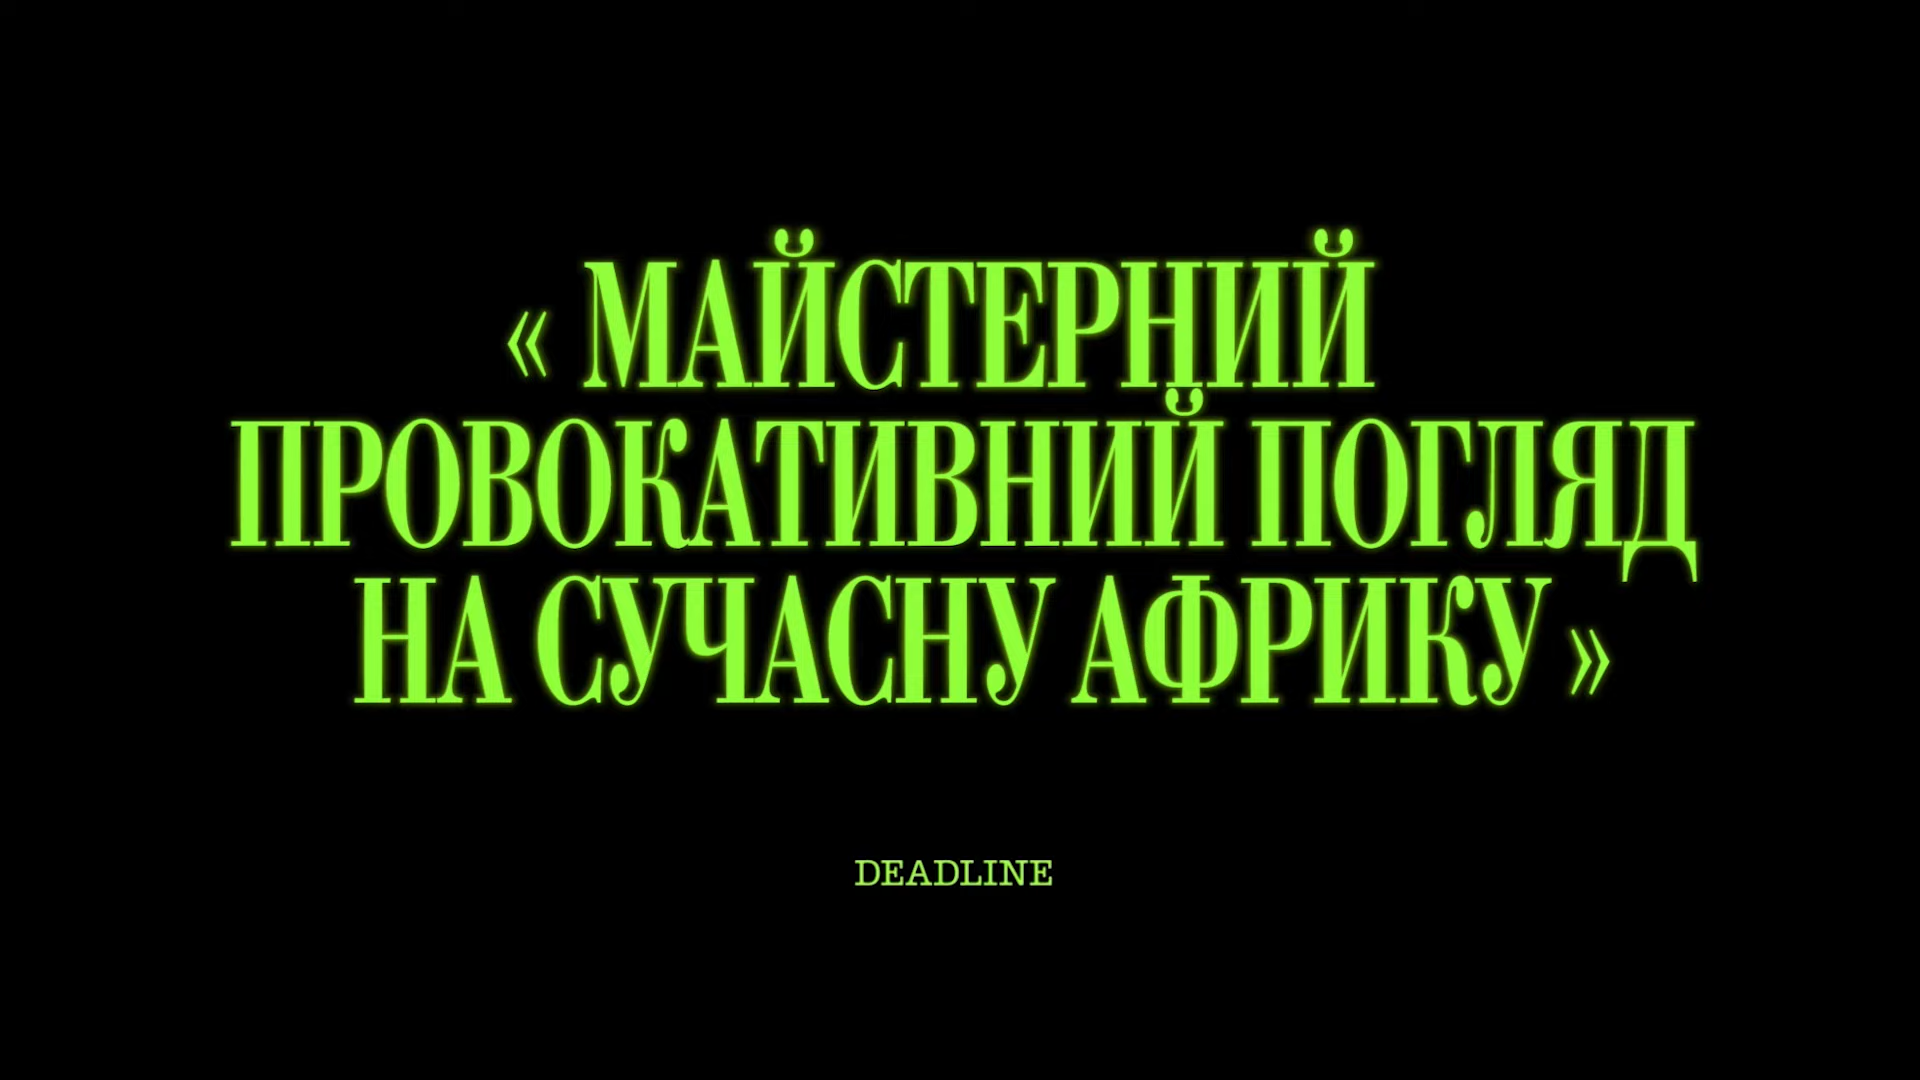 « МАЙСТЕРНИЙ
ПРОВОКАТИВНИЙ ПОГЛЯД
НА СУЧАСНУ АФРИКУ »
DEADLINE